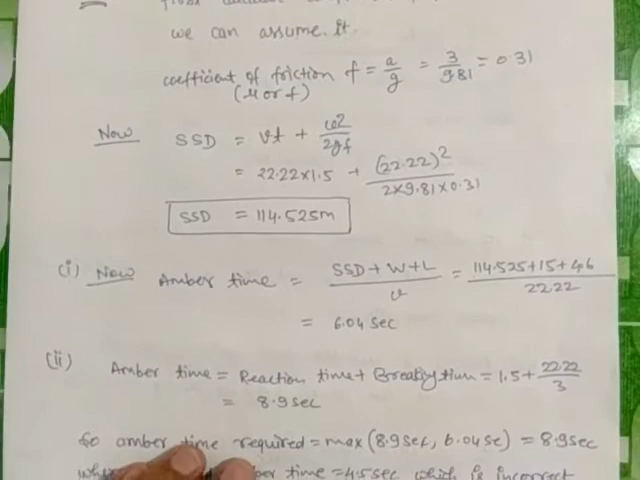 we can assume it
coefficient of friction f = a/g = 3/9.81 = 0.31
(μ or f)
Now SSD = vt + v²/2gf
= 22.22×1.5 + (22.22)²/2×9.81×0.31
SSD = 114.525m
(i) Now Amber time = SSD+W+L/v = 114.525+15+4.6/22.22
= 6.04 sec
(ii) Amber time = Reaction time + Breaking time = 1.5 + 22.22/3
= 8.9 sec
So amber time required = max (8.9 sec, 6.04 se) = 8.9 sec
time = 4.5 sec which is incorrect